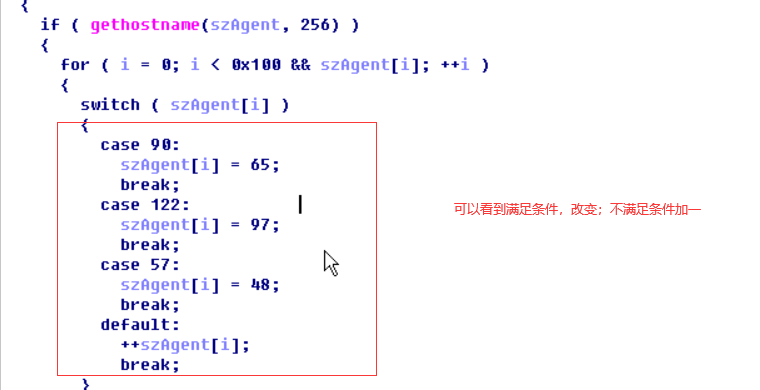 {
if ( gethostname(szAgent, 256) )
{
for ( i = 0; i < 0x100 && szAgent[i]; ++i )
{
switch ( szAgent[i] )
{
case 90:
szAgent[i] = 65;
break;
case 122:
szAgent[i] = 97;
break;
case 57:
szAgent[i] = 48;
break;
default:
++szAgent[i];
break;
}
可以看到满足条件，改变；不满足条件加一